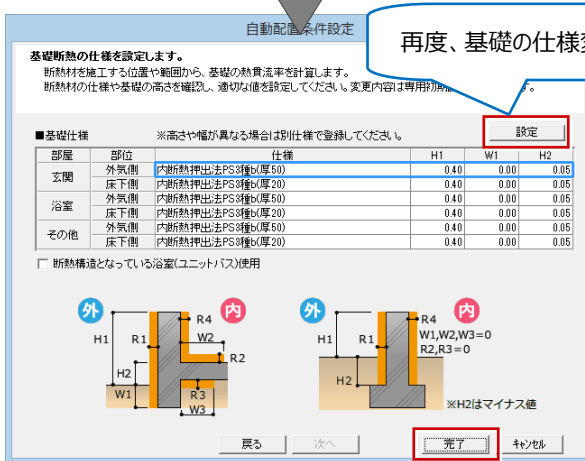 自動配置条件設定
再度、基礎の仕様
基礎断熱の仕様を設定します。
断熱材を施工する位置や範囲から、基礎の熱貫流率を計算します。
断熱材の仕様や基礎の高さを確認し、適切な値を設定してください。変更内容は専用初期
す。
■基礎仕様 ※高さや幅が異なる場合は別仕様で登録してください。 設定
部屋 部位 仕様 H1 W1 H2
玄関 外気側 内断熱押出法PS3種b(厚50) 0.40 0.00 0.05
床下側 内断熱押出法PS3種b(厚20) 0.40 0.00 0.05
浴室 外気側 内断熱押出法PS3種b(厚50) 0.40 0.00 0.05
床下側 内断熱押出法PS3種b(厚20) 0.40 0.00 0.05
その他 外気側 内断熱押出法PS3種b(厚50) 0.40 0.00 0.05
床下側 内断熱押出法PS3種b(厚20) 0.40 0.00 0.05
断熱構造となっている浴室(ユニットバス)使用
外 内
R4
H1 R1 W2
R2
H2
W1 R3
W3
外 内
R4
H1 R1 W1,W2,W3=0
R2,R3=0
H2
※H2はマイナス値
戻る 次へ 完了 キャンセル